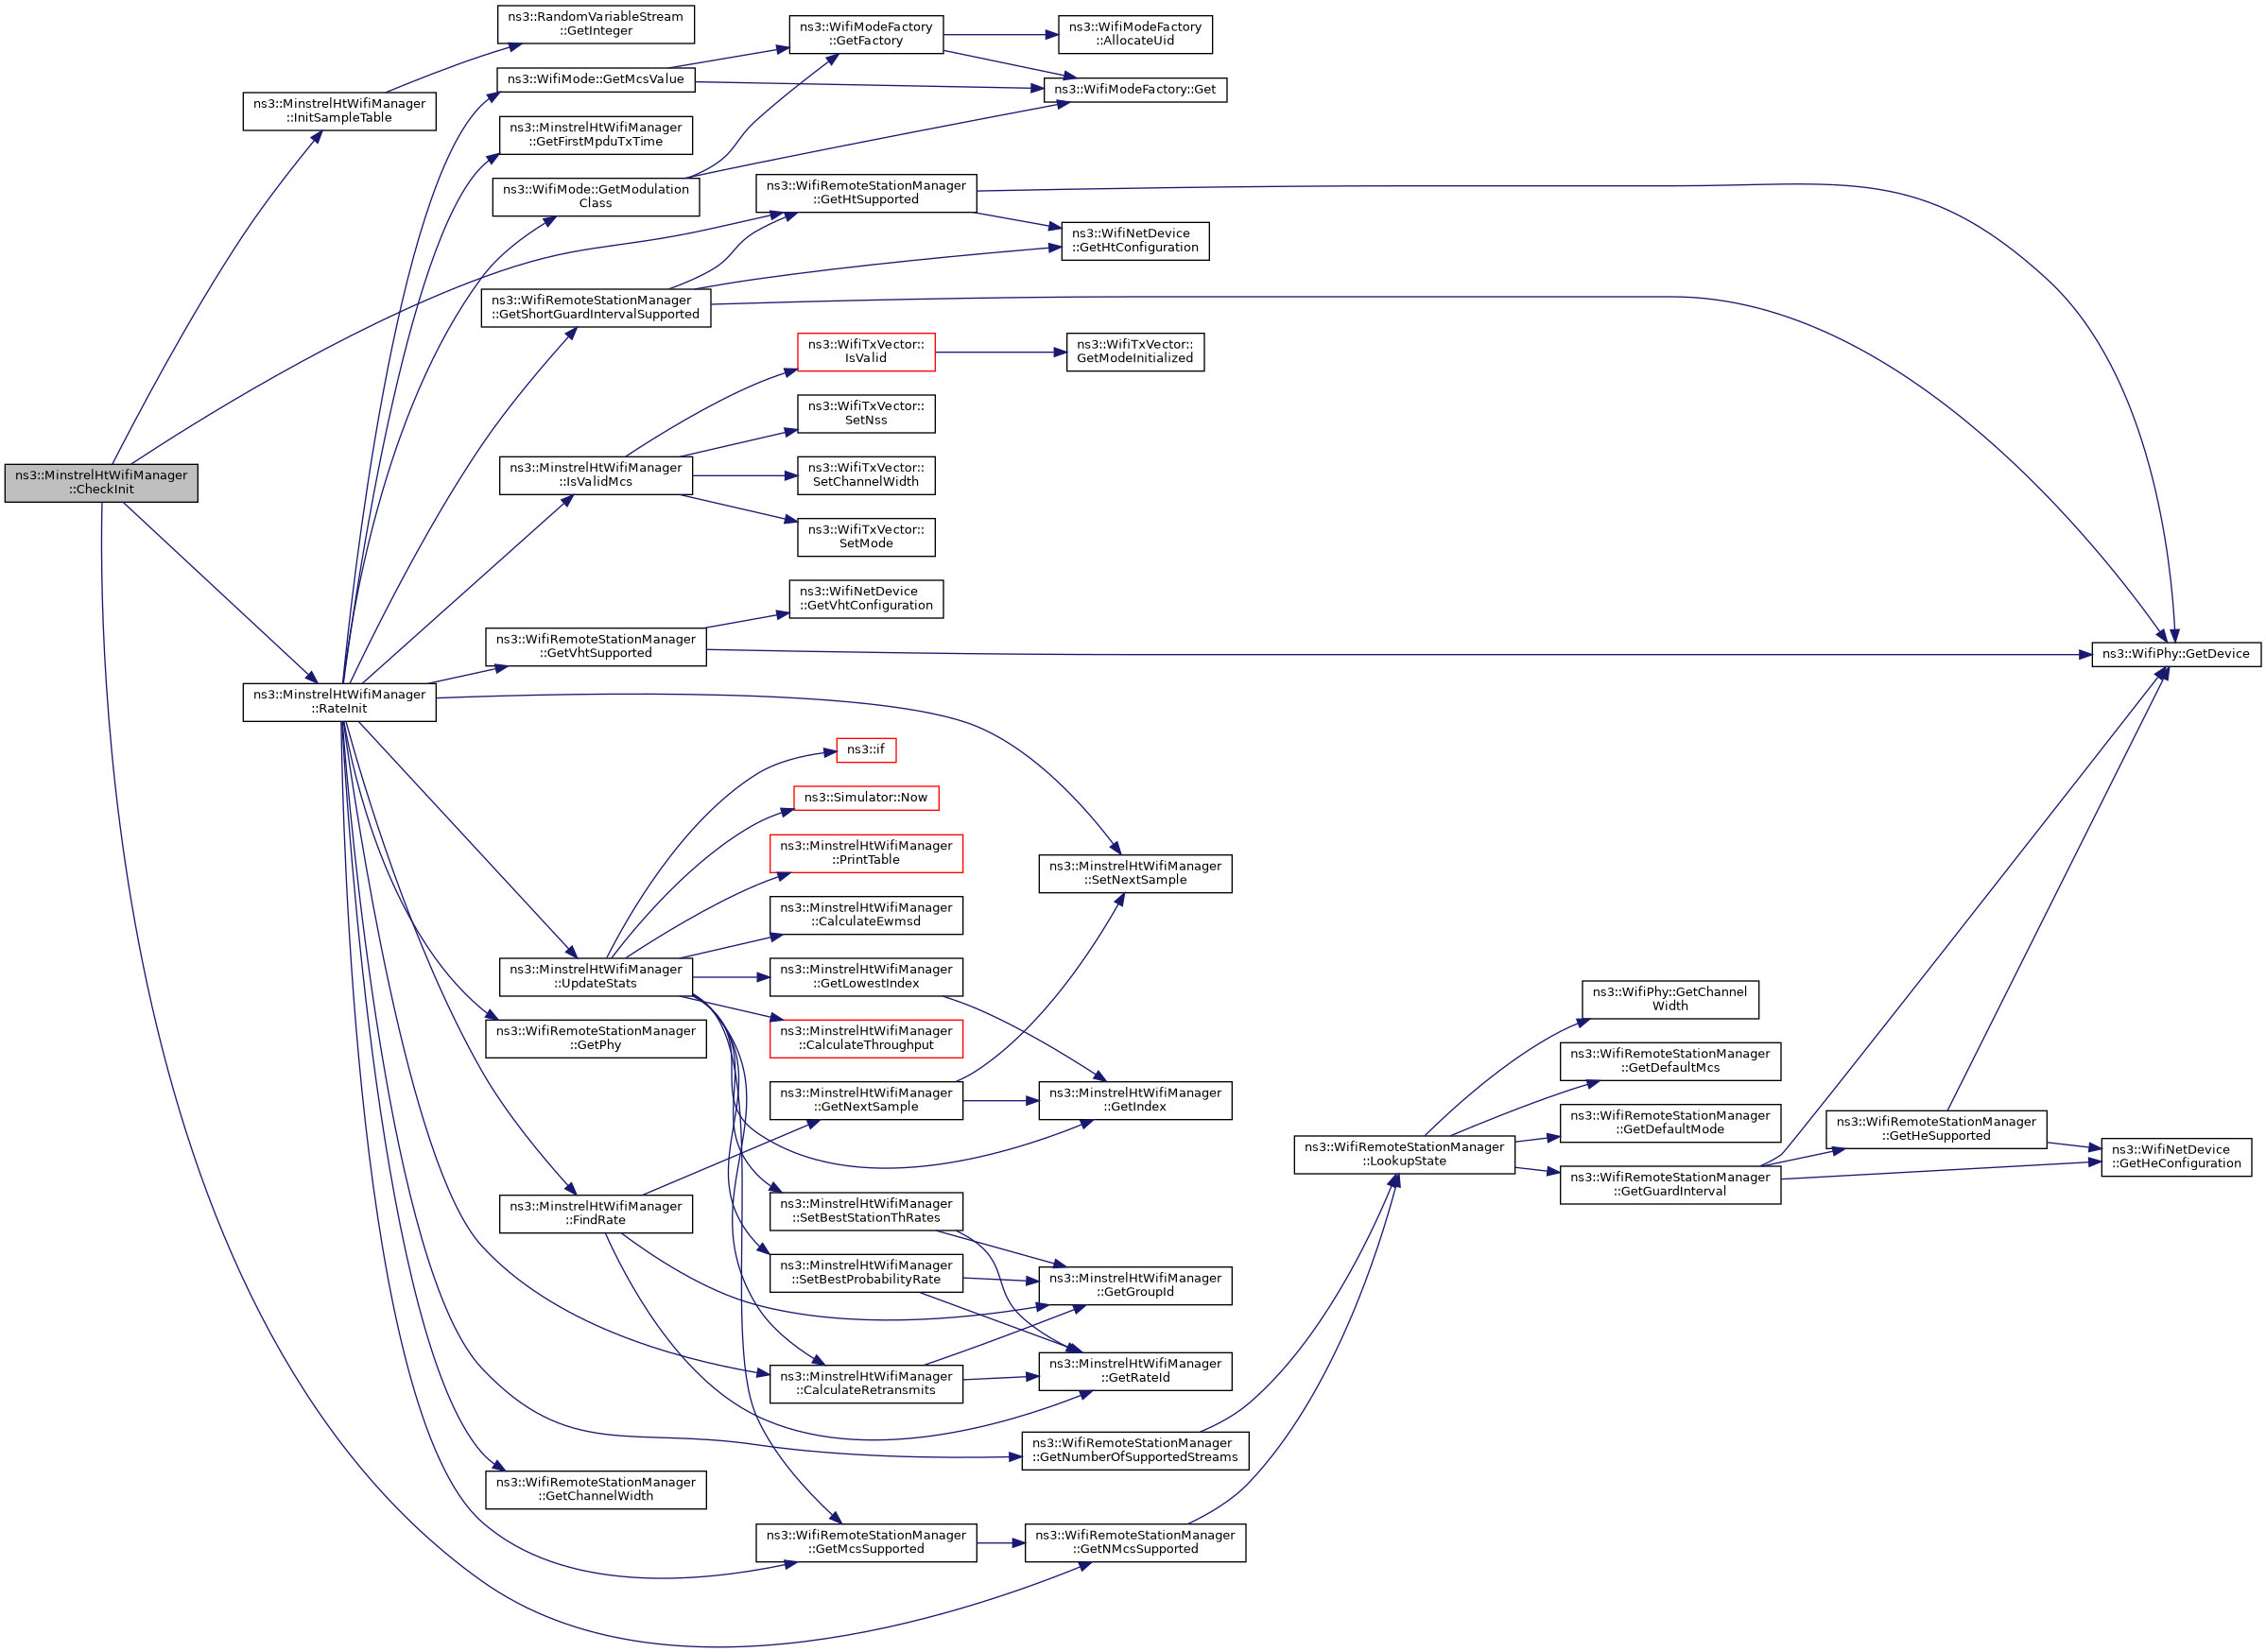 ns3::MinstrelHtWifiManager
::CheckInit
ns3::MinstrelHtWifiManager
::InitSampleTable
ns3::MinstrelHtWifiManager
::RateInit
ns3::RandomVariableStream
::GetInteger
ns3::WifiMode::GetMcsValue
ns3::MinstrelHtWifiManager
::GetFirstMpduTxTime
ns3::WifiMode::GetModulation
Class
ns3::WifiRemoteStationManager
::GetShortGuardIntervalSupported
ns3::MinstrelHtWifiManager
::IsValidMcs
ns3::WifiRemoteStationManager
::GetVhtSupported
ns3::MinstrelHtWifiManager
::UpdateStats
ns3::WifiRemoteStationManager
::GetPhy
ns3::MinstrelHtWifiManager
::FindRate
ns3::WifiRemoteStationManager
::GetChannelWidth
ns3::WifiModeFactory
::GetFactory
ns3::WifiRemoteStationManager
::GetHtSupported
ns3::WifiTxVector::
IsValid
ns3::WifiTxVector::
SetNss
ns3::WifiTxVector::
SetChannelWidth
ns3::WifiTxVector::
SetMode
ns3::WifiNetDevice
::GetVhtConfiguration
ns3::if
ns3::Simulator::Now
ns3::MinstrelHtWifiManager
::PrintTable
ns3::MinstrelHtWifiManager
::CalculateEwmsd
ns3::MinstrelHtWifiManager
::GetLowestIndex
ns3::MinstrelHtWifiManager
::CalculateThroughput
ns3::MinstrelHtWifiManager
::GetNextSample
ns3::MinstrelHtWifiManager
::SetBestStationThRates
ns3::MinstrelHtWifiManager
::SetBestProbabilityRate
ns3::MinstrelHtWifiManager
::CalculateRetransmits
ns3::WifiRemoteStationManager
::GetMcsSupported
ns3::WifiModeFactory
::AllocateUid
ns3::WifiModeFactory::Get
ns3::WifiNetDevice
::GetHtConfiguration
ns3::WifiTxVector::
GetModeInitialized
ns3::MinstrelHtWifiManager
::SetNextSample
ns3::MinstrelHtWifiManager
::GetIndex
ns3::MinstrelHtWifiManager
::GetGroupId
ns3::MinstrelHtWifiManager
::GetRateId
ns3::WifiRemoteStationManager
::GetNumberOfSupportedStreams
ns3::WifiRemoteStationManager
::GetNMcsSupported
ns3::WifiRemoteStationManager
::LookupState
ns3::WifiPhy::GetChannel
Width
ns3::WifiRemoteStationManager
::GetDefaultMcs
ns3::WifiRemoteStationManager
::GetDefaultMode
ns3::WifiRemoteStationManager
::GetGuardInterval
ns3::WifiRemoteStationManager
::GetHeSupported
ns3::WifiPhy::GetDevice
ns3::WifiNetDevice
::GetHeConfiguration